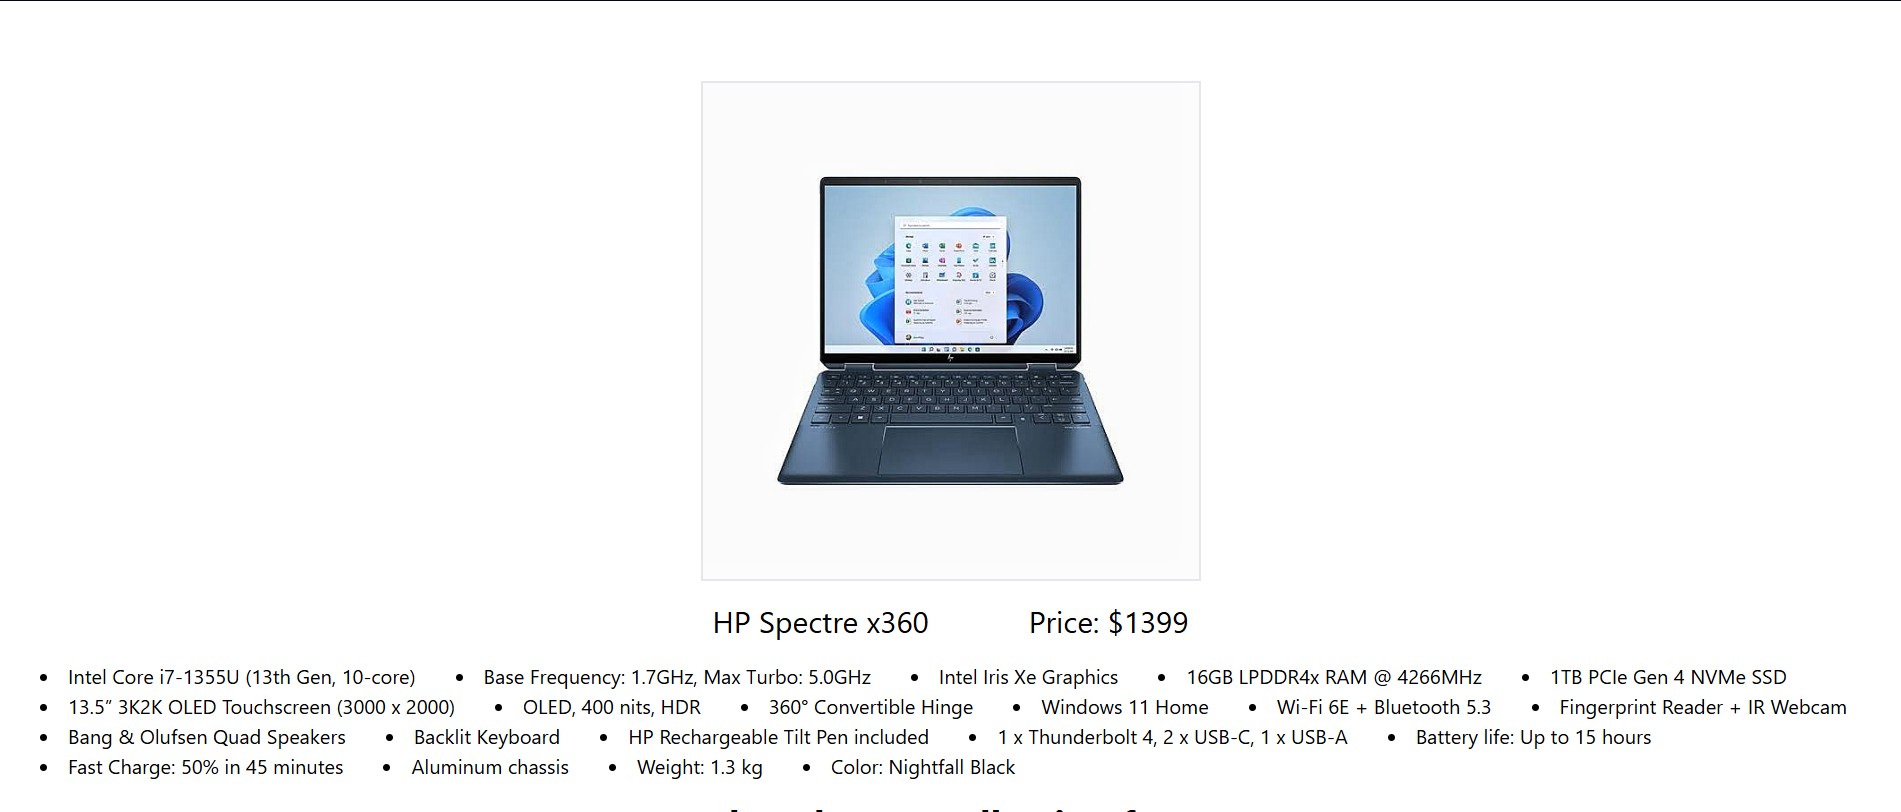 HP Spectre x360 Price: $1399
• Intel Core i7-1355U (13th Gen, 10-core) • Base Frequency: 1.7GHz, Max Turbo: 5.0GHz • Intel Iris Xe Graphics • 16GB LPDDR4x RAM @ 4266MHz • 1TB PCIe Gen 4 NVMe SSD
• 13.5” 3K2K OLED Touchscreen (3000 x 2000) • OLED, 400 nits, HDR • 360° Convertible Hinge • Windows 11 Home • Wi-Fi 6E + Bluetooth 5.3 • Fingerprint Reader + IR Webcam
• Bang & Olufsen Quad Speakers • Backlit Keyboard • HP Rechargeable Tilt Pen included • 1 x Thunderbolt 4, 2 x USB-C, 1 x USB-A • Battery life: Up to 15 hours
• Fast Charge: 50% in 45 minutes • Aluminum chassis • Weight: 1.3 kg • Color: Nightfall Black